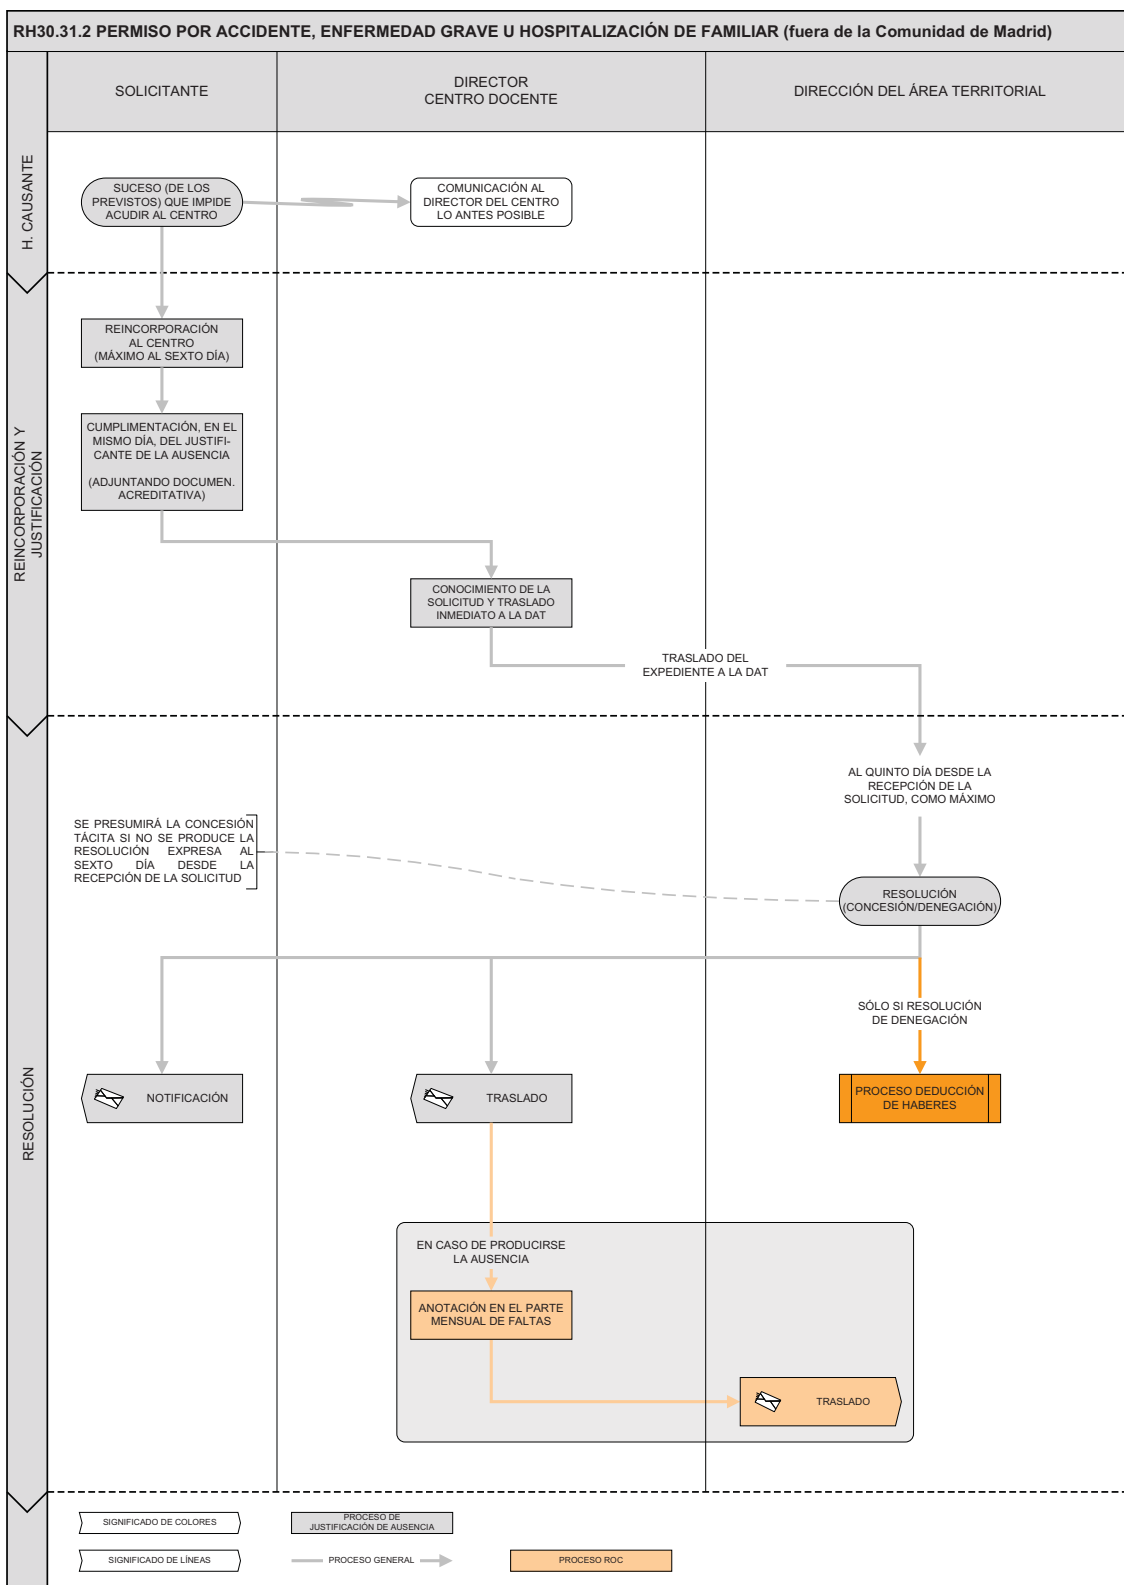 RH30.31.2 PERMISO POR ACCIDENTE, ENFERMEDAD GRAVE U HOSPITALIZACIÓN DE FAMILIAR (fuera de la Comunidad de Madrid)
SOLICITANTE
DIRECTOR
CENTRO DOCENTE
DIRECCIÓN DEL ÁREA TERRITORIAL
H. CAUSANTE
SUCESO (DE LOS
PREVISTOS) QUE IMPIDE
ACUDIR AL CENTRO
COMUNICACIÓN AL
DIRECTOR DEL CENTRO
LO ANTES POSIBLE
REINCORPORACIÓN Y
JUSTIFICACIÓN
REINCORPORACIÓN
AL CENTRO
(MÁXIMO AL SEXTO DÍA)
CUMPLIMENTACIÓN, EN EL
MISMO DÍA, DEL JUSTIFI-
CANTE DE LA AUSENCIA
(ADJUNTANDO DOCUMEN.
ACREDITATIVA)
CONOCIMIENTO DE LA
SOLICITUD Y TRASLADO
INMEDIATO A LA DAT
TRASLADO DEL
EXPEDIENTE A LA DAT
RESOLUCIÓN
AL QUINTO DÍA DESDE LA
RECEPCIÓN DE LA
SOLICITUD, COMO MÁXIMO
SE PRESUMIRÁ LA CONCESIÓN
TÁCITA SI NO SE PRODUCE LA
RESOLUCIÓN EXPRESA AL
SEXTO DÍA DESDE LA
RECEPCIÓN DE LA SOLICITUD
RESOLUCIÓN
(CONCESIÓN/DENEGACIÓN)
SÓLO SI RESOLUCIÓN
DE DENEGACIÓN
NOTIFICACIÓN
TRASLADO
PROCESO DEDUCCIÓN
DE HABERES
EN CASO DE PRODUCIRSE
LA AUSENCIA
ANOTACIÓN EN EL PARTE
MENSUAL DE FALTAS
TRASLADO
SIGNIFICADO DE COLORES
PROCESO DE
JUSTIFICACIÓN DE AUSENCIA
SIGNIFICADO DE LÍNEAS
PROCESO GENERAL
PROCESO ROC